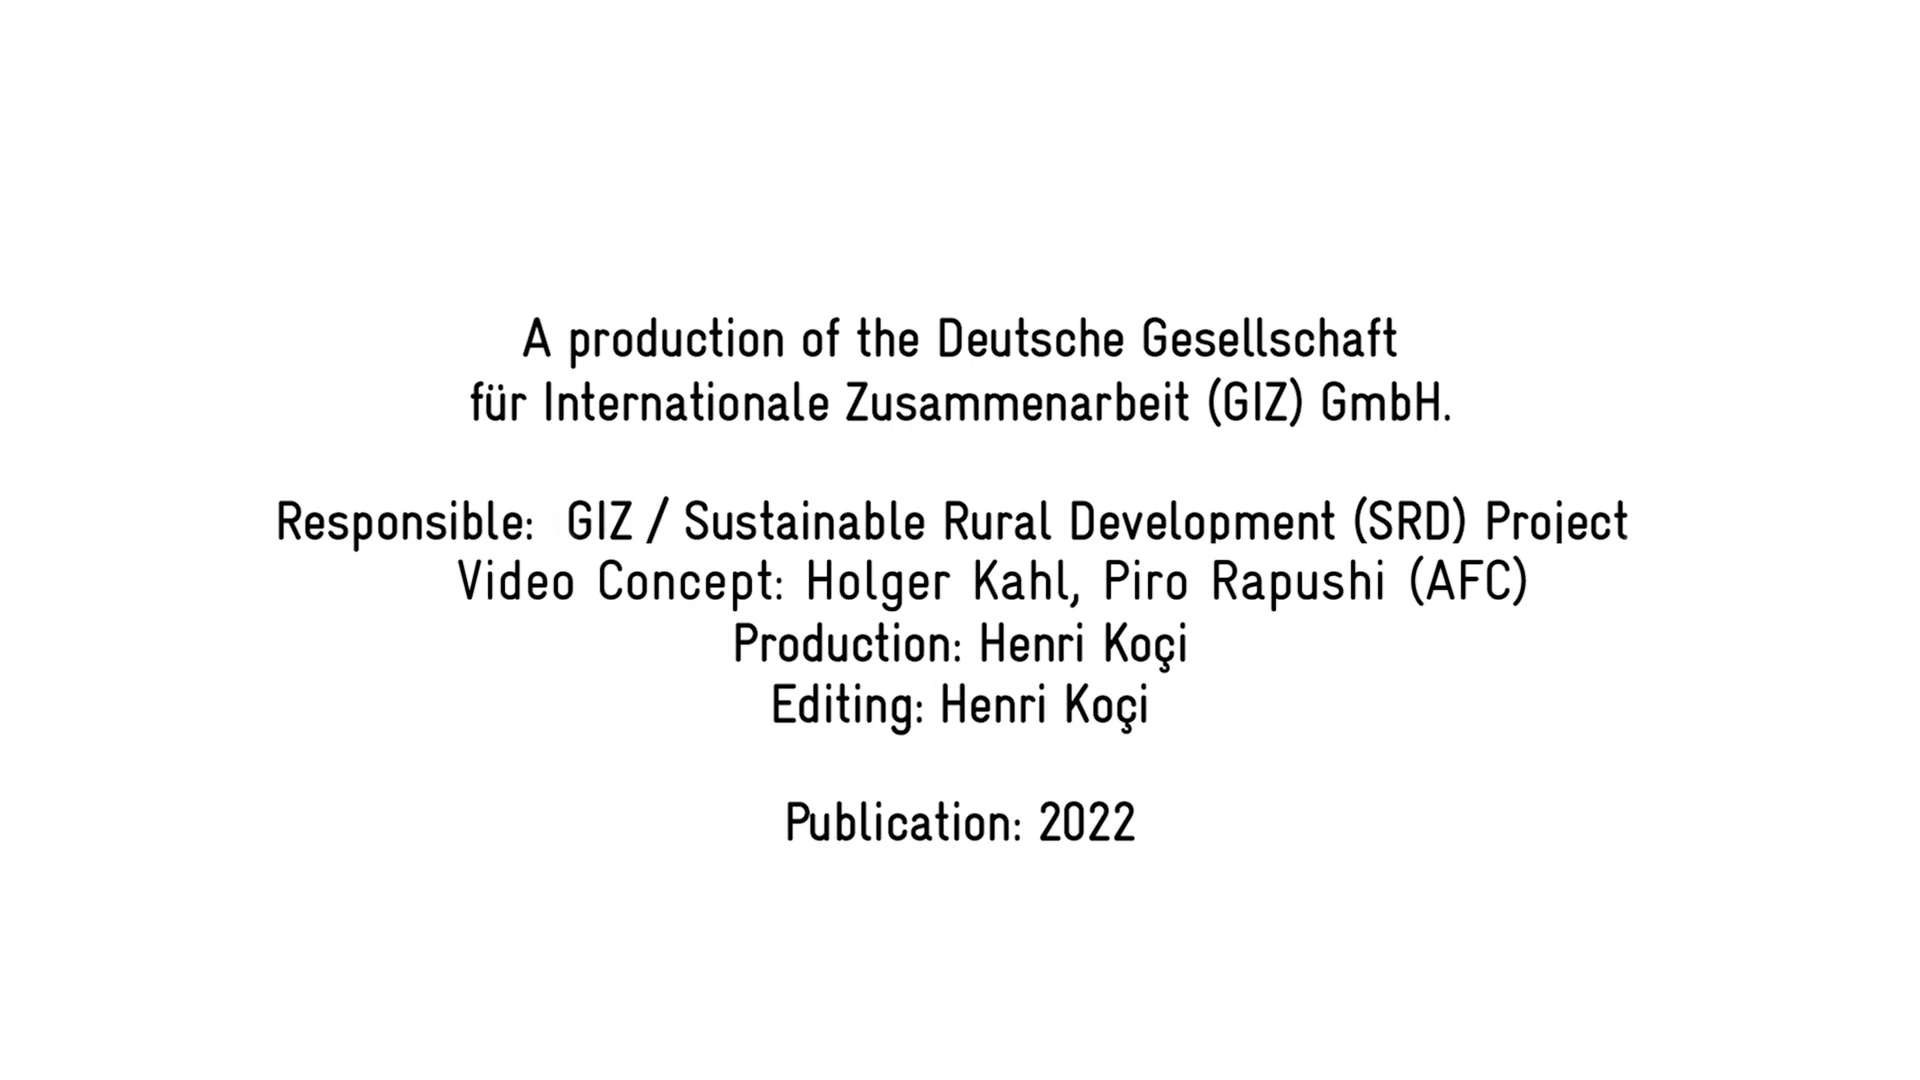 A production of the Deutsche Gesellschaft
für Internationale Zusammenarbeit (GIZ) GmbH.
Responsible: GIZ / Sustainable Rural Development (SRD) Project
Video Concept: Holger Kahl, Piro Rapushi (AFC)
Production: Henri Koçi
Editing: Henri Koçi
Publication: 2022